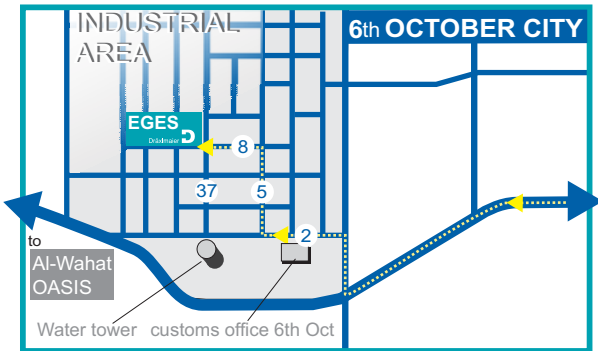 INDUSTRIAL
AREA
6th OCTOBER CITY
EGES
Dräxlmaier
8
37
5
2
to
Al-Wahat
OASIS
Water tower
customs office 6th Oct